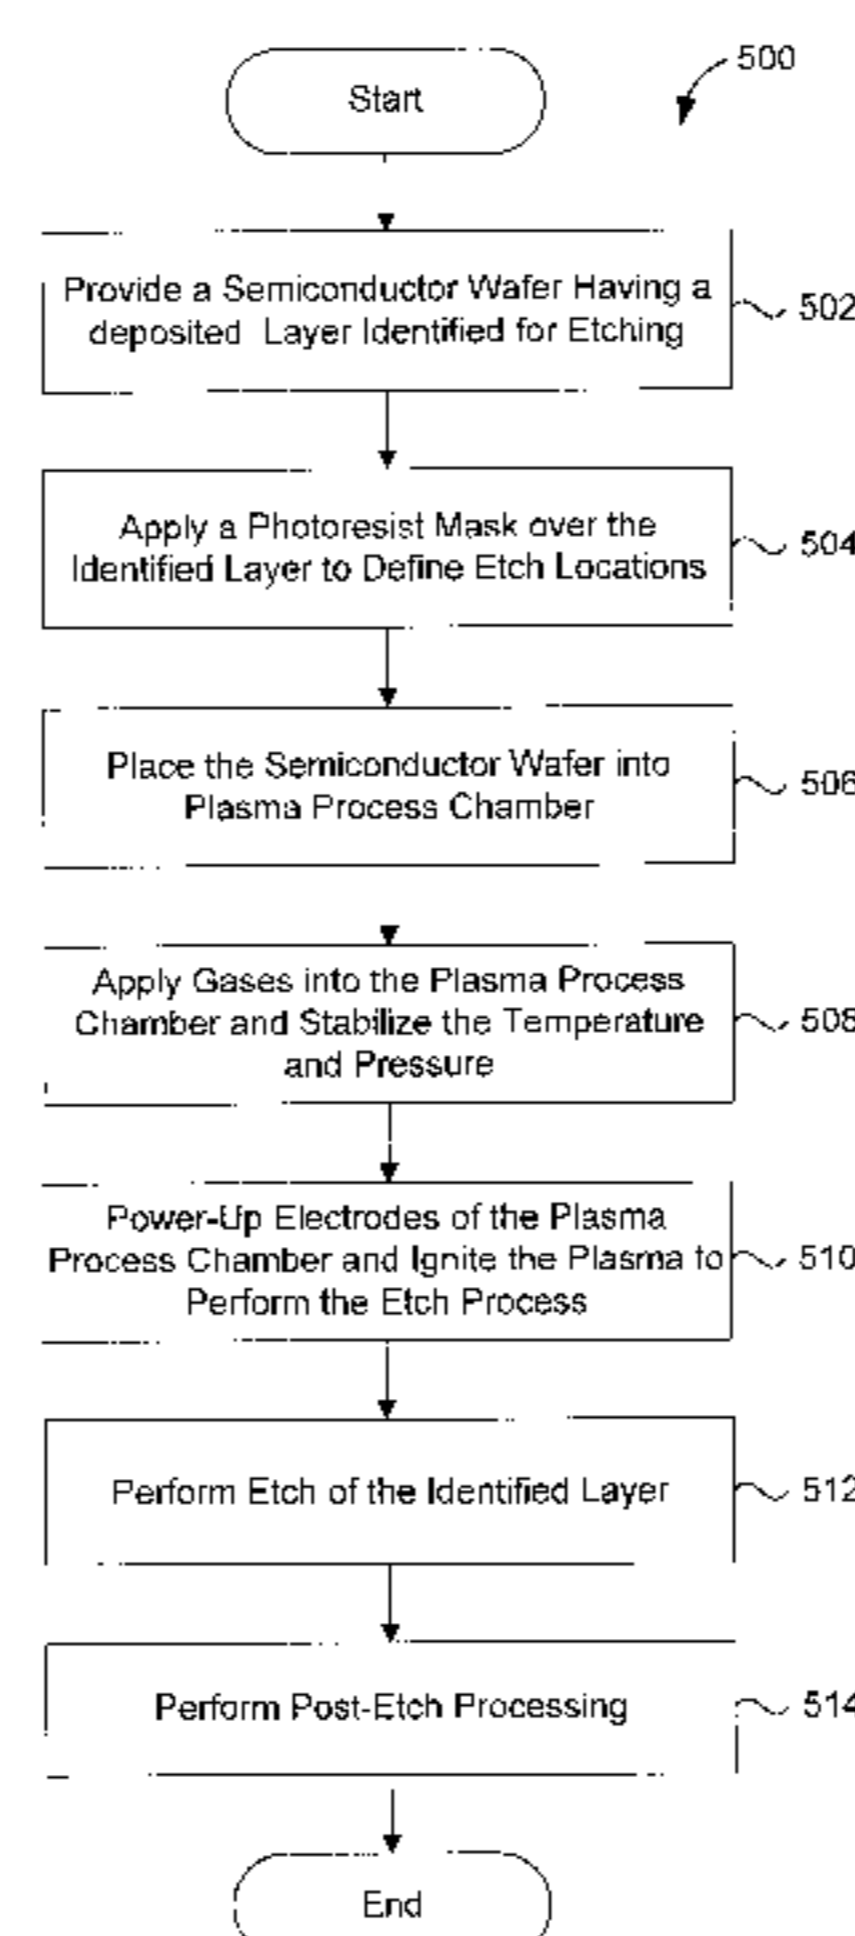 500
Start
Provide a Semiconductor Wafer Having a
deposited Layer Identified for Etching
502
Apply a Photoresist Mask over the
Identified Layer to Define Etch Locations
504
Place the Semiconductor Wafer into
Plasma Process Chamber
506
Apply Gases into the Plasma Process
Chamber and Stabilize the Temperature
and Pressure
508
Power-Up Electrodes of the Plasma
Process Chamber and Ignite the Plasma to
Perform the Etch Process
510
Perform Etch of the Identified Layer
512
Perform Post-Etch Processing
514
End